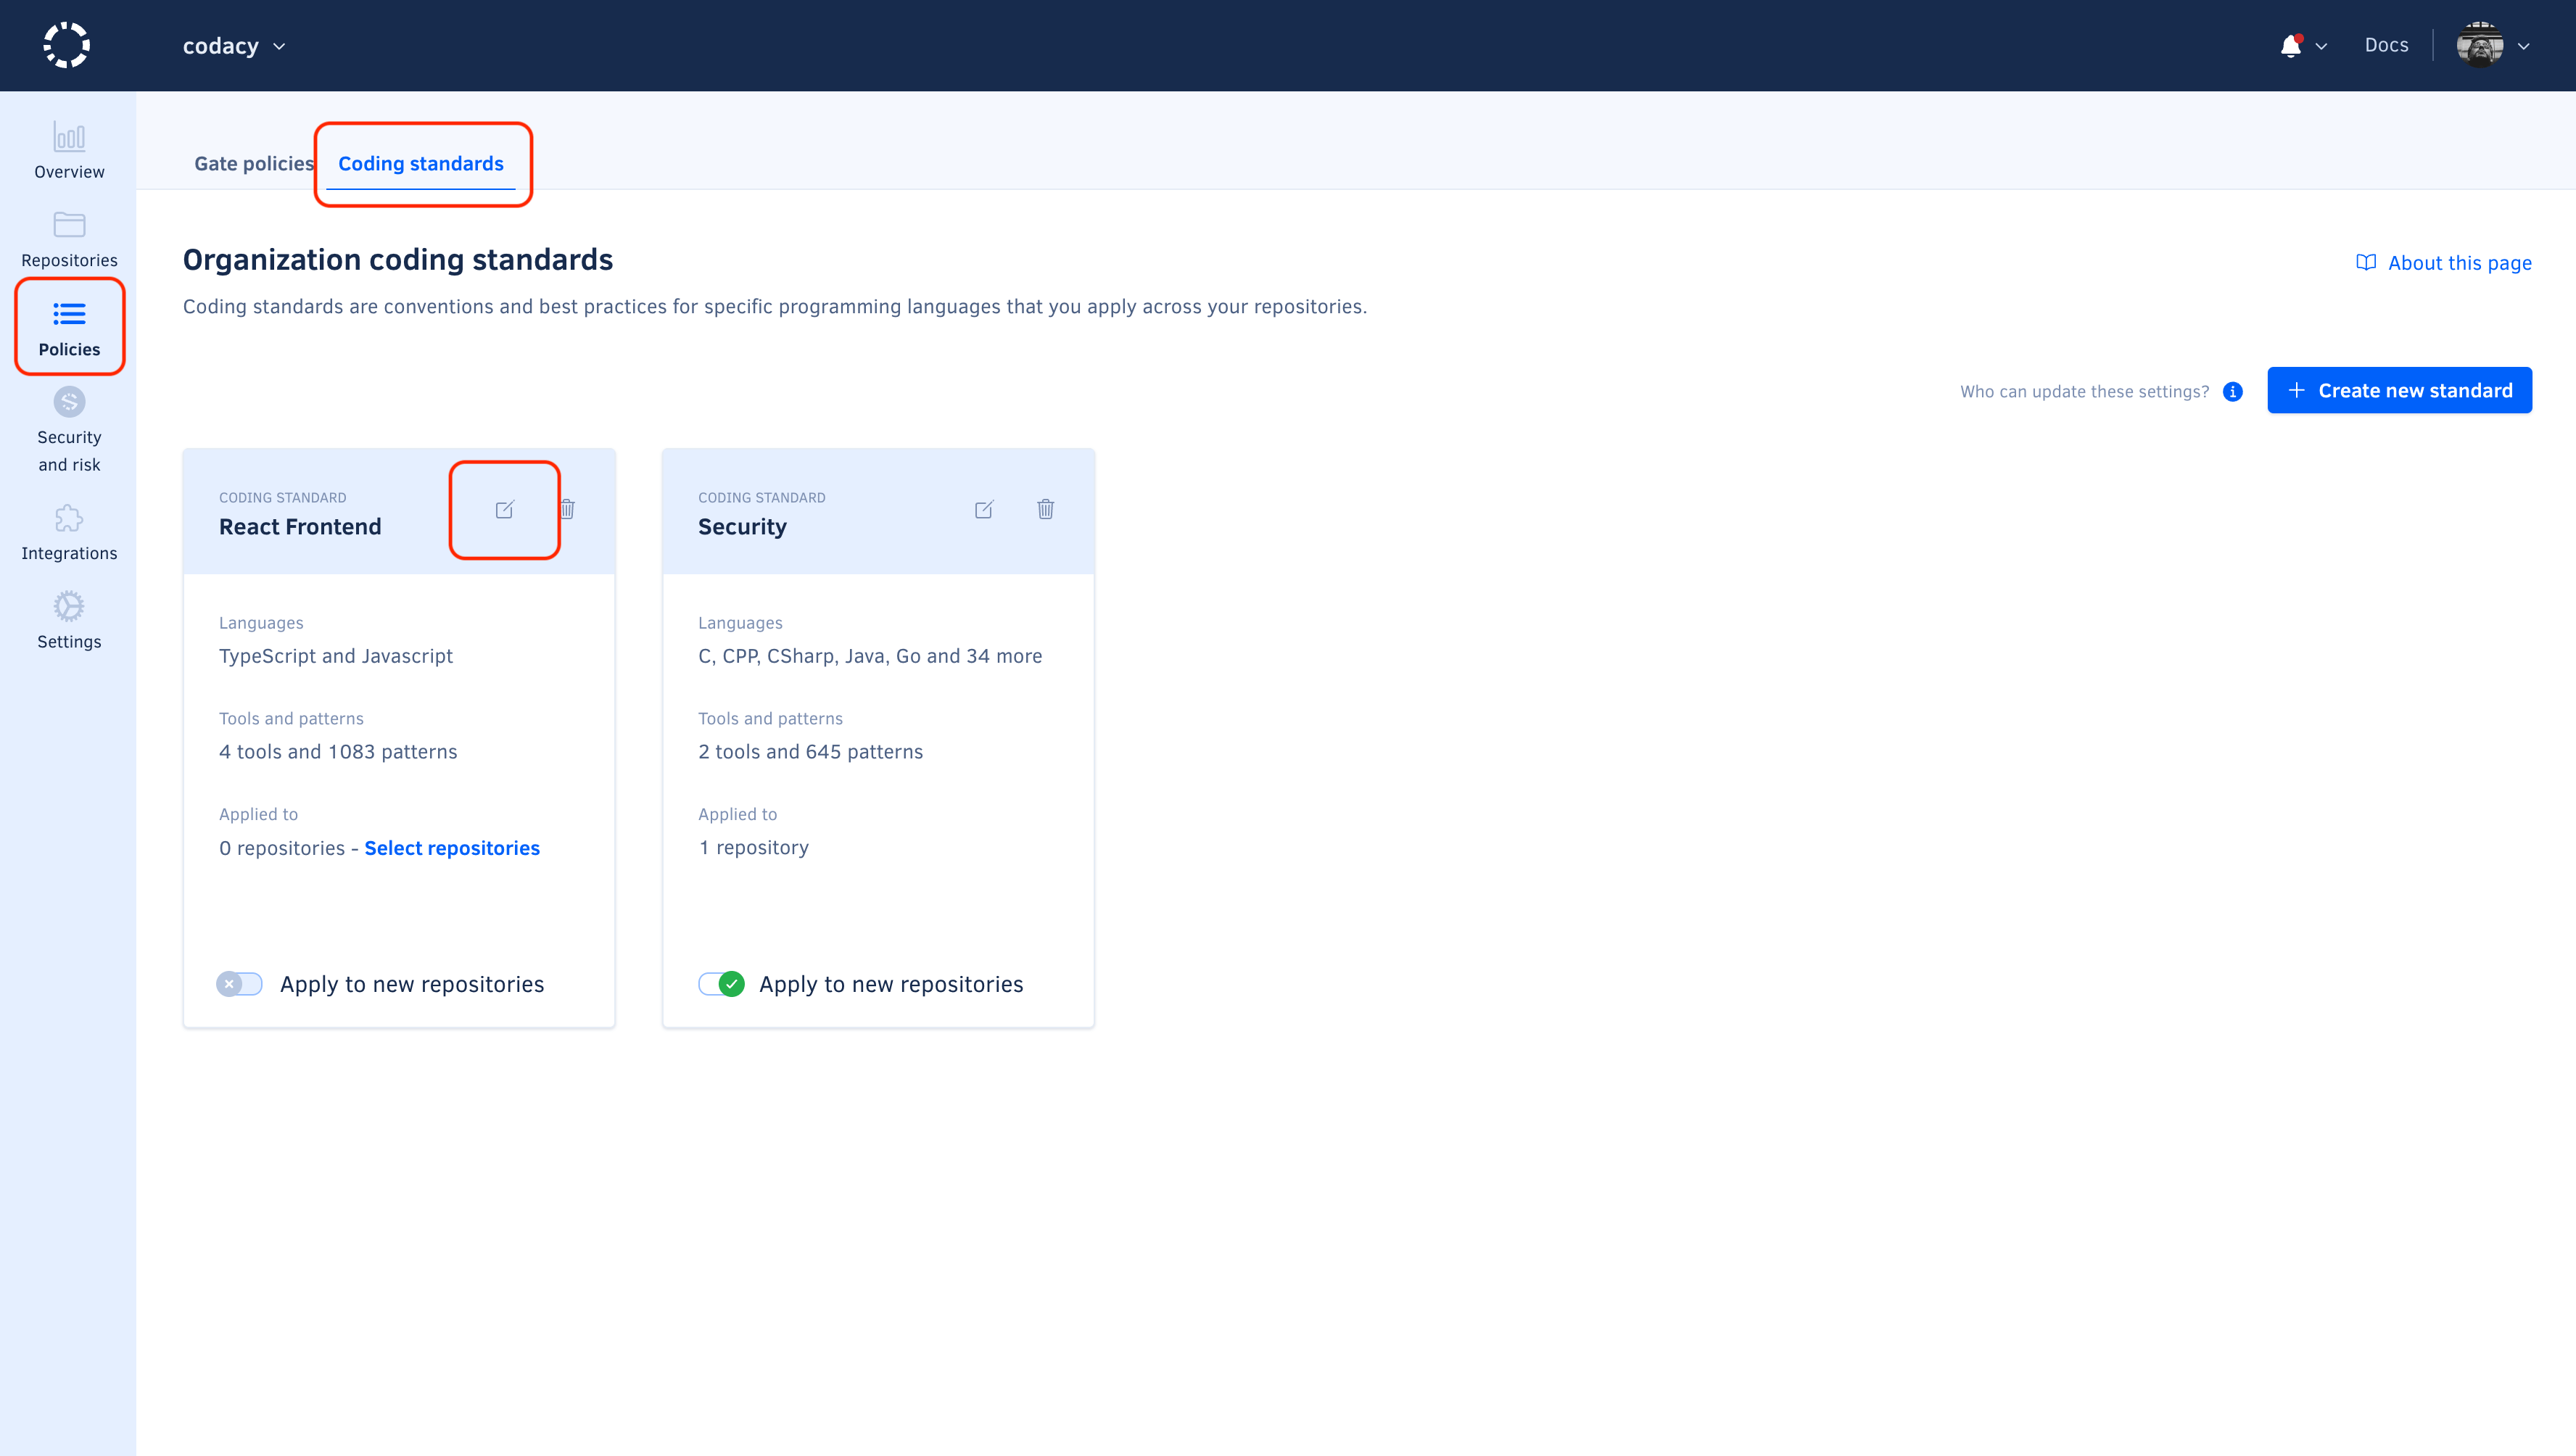 codacy
Docs
Overview
Repositories
Policies
Security
and risk
Integrations
Settings
Gate policies
Coding standards
Organization coding standards
About this page
Coding standards are conventions and best practices for specific programming languages that you apply across your repositories.
Who can update these settings?
Create new standard
CODING STANDARD
React Frontend
Languages
TypeScript and Javascript
Tools and patterns
4 tools and 1083 patterns
Applied to
0 repositories - Select repositories
Apply to new repositories
CODING STANDARD
Security
Languages
C, CPP, CSharp, Java, Go and 34 more
Tools and patterns
2 tools and 645 patterns
Applied to
1 repository
Apply to new repositories